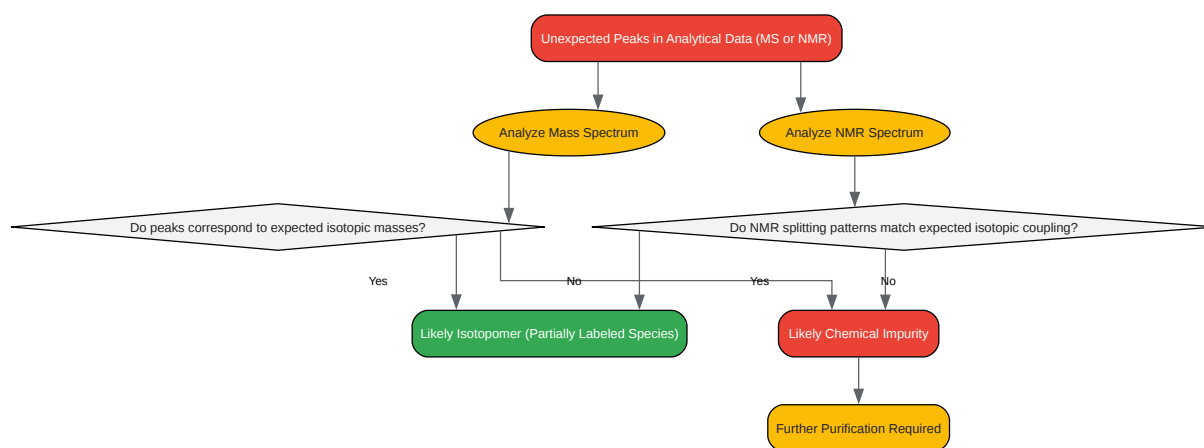 Unexpected Peaks in Analytical Data (MS or NMR)
Analyze Mass Spectrum
Analyze NMR Spectrum
Do peaks correspond to expected isotopic masses?
Do NMR splitting patterns match expected isotopic coupling?
Yes
No
Yes
No
Likely Isotopomer (Partially Labeled Species)
Likely Chemical Impurity
Further Purification Required